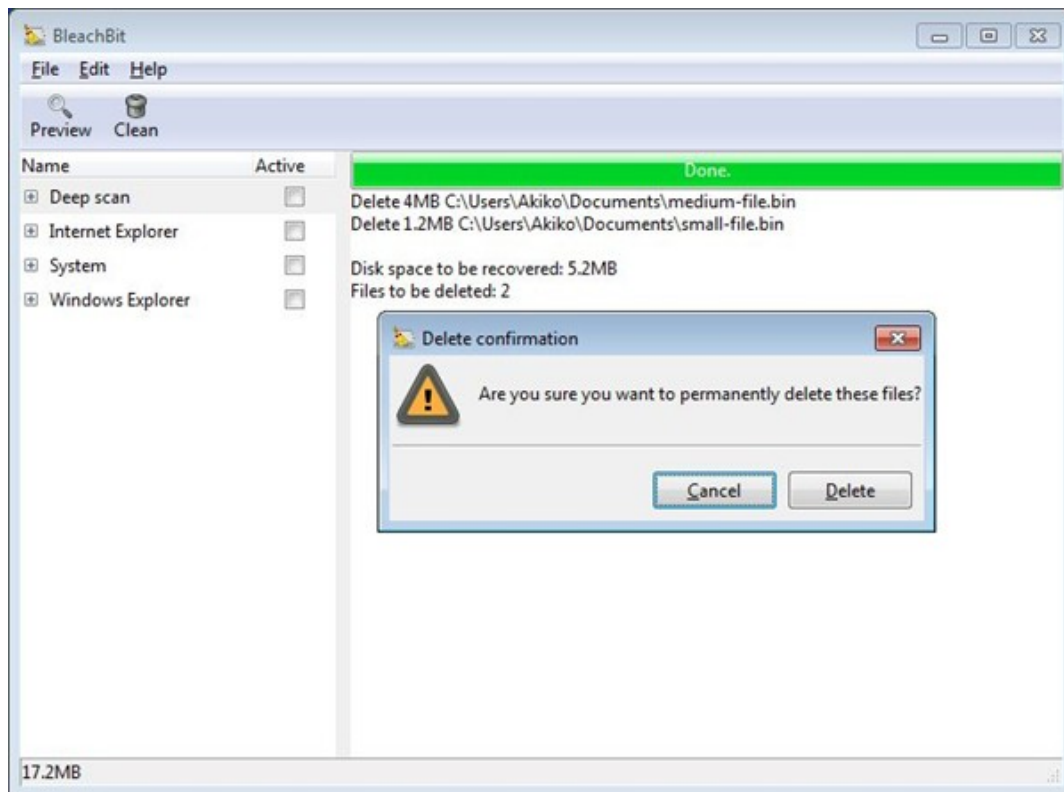 BleachBit
File Edit Help
Preview Clean
Name Active
Deep scan
Internet Explorer
System
Windows Explorer
Done.
Delete 4MB C:\Users\Akiko\Documents\medium-file.bin
Delete 1.2MB C:\Users\Akiko\Documents\small-file.bin
Disk space to be recovered: 5.2MB
Files to be deleted: 2
Delete confirmation
Are you sure you want to permanently delete these files?
Cancel Delete
17.2MB